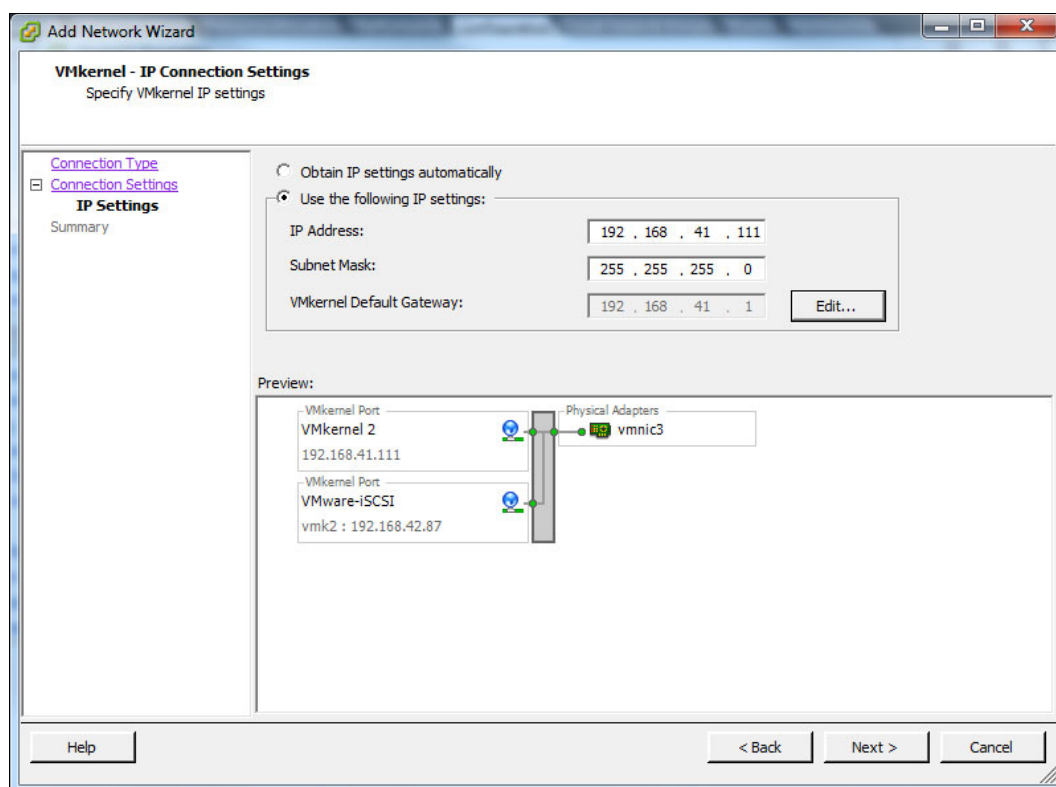 Add Network Wizard
VMkernel - IP Connection Settings
Specify VMkernel IP settings
Connection Type
Connection Settings
IP Settings
Summary
Obtain IP settings automatically
Use the following IP settings:
IP Address: 192 . 168 . 41 . 111
Subnet Mask: 255 . 255 . 255 . 0
VMkernel Default Gateway: 192 . 168 . 41 . 1 Edit...
Preview:
VMkernel Port
VMkernel 2
192.168.41.111
Physical Adapters
vmnic3
VMkernel Port
VMware-iSCSI
vmk2 : 192.168.42.87
Help < Back Next > Cancel